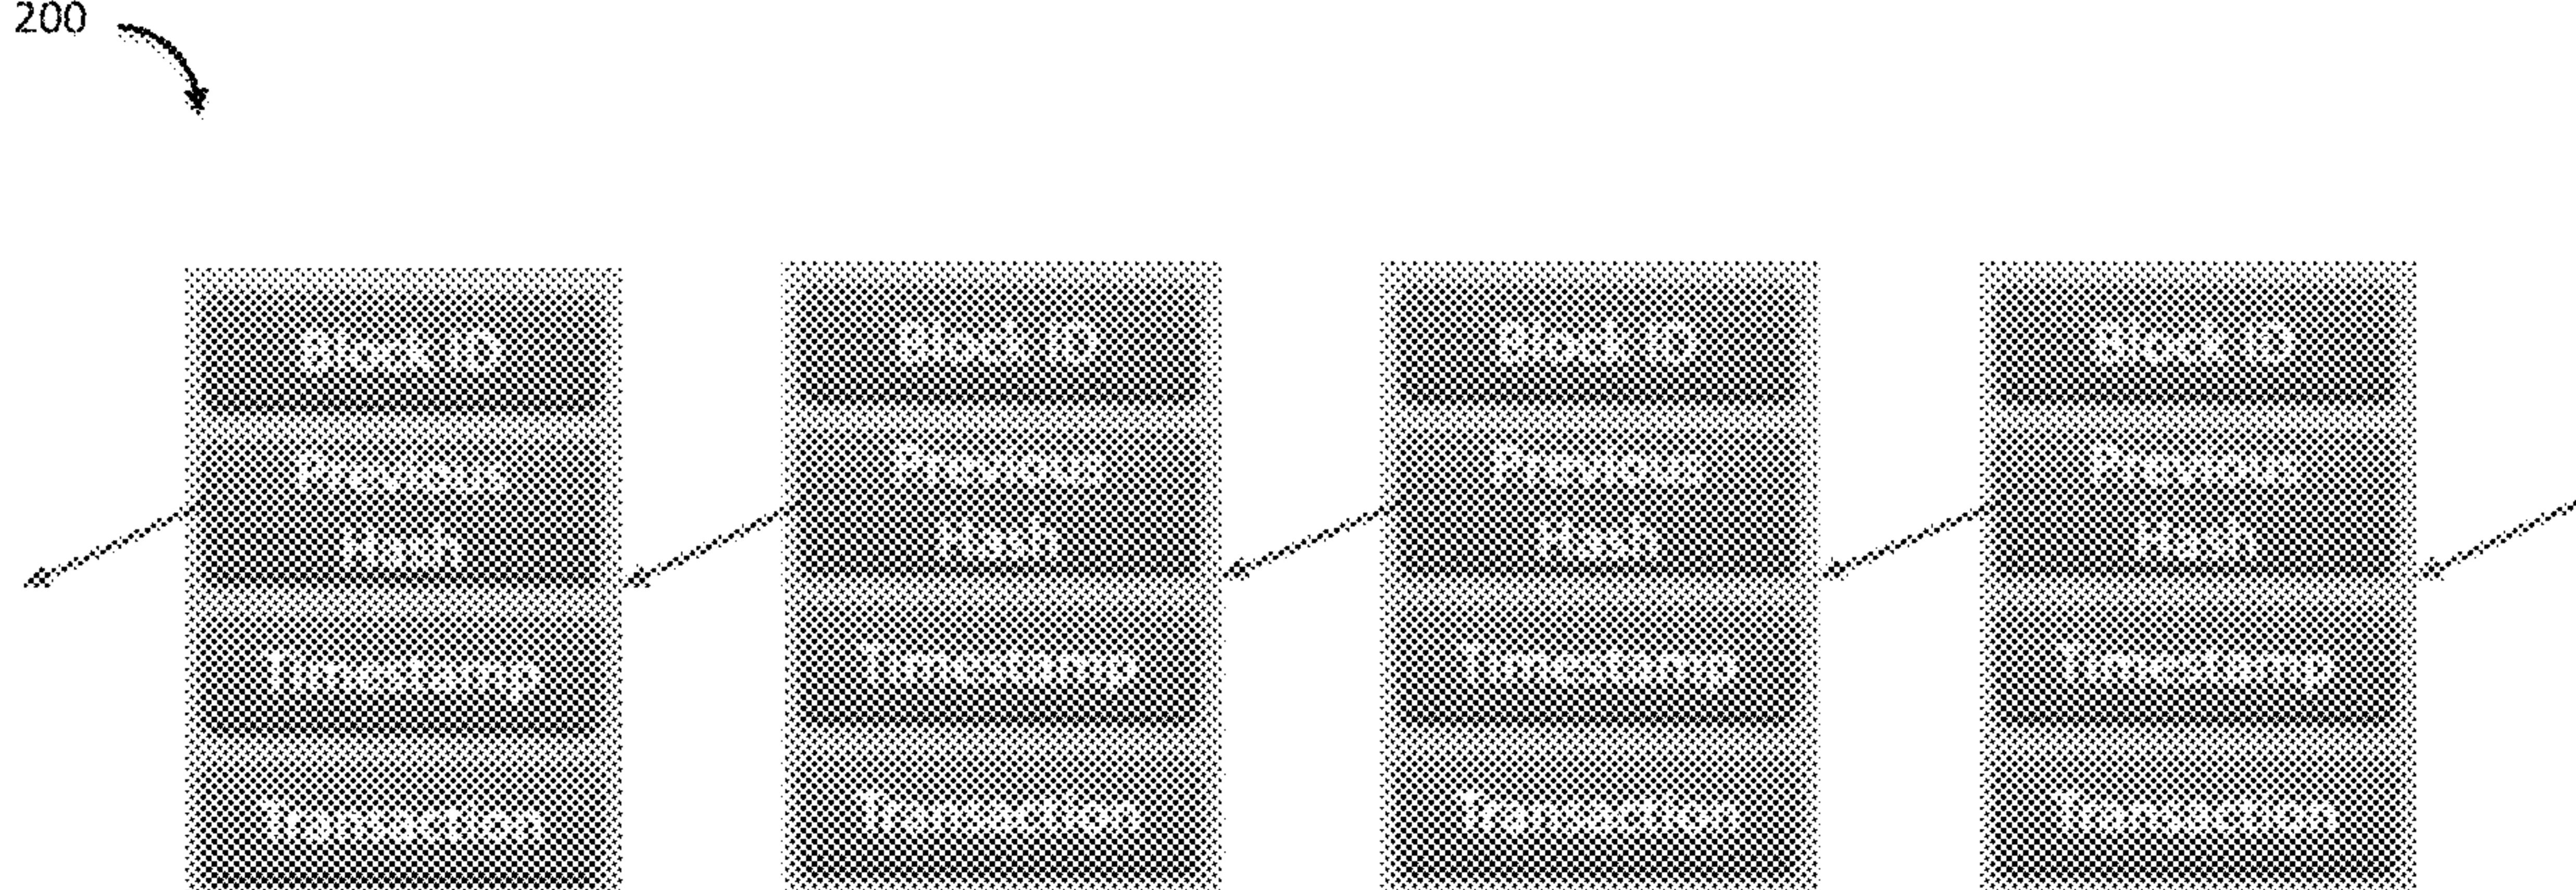 200
Block ID
Previous
Hash
Timestamp
Transaction
Block ID
Previous
Hash
Timestamp
Transaction
Block ID
Previous
Hash
Timestamp
Transaction
Block ID
Previous
Hash
Timestamp
Transaction